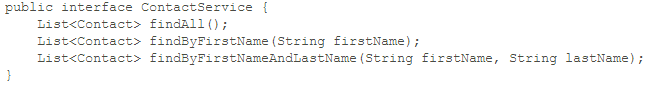 public interface ContactService {
    List<Contact> findAll();
    List<Contact> findByFirstName(String firstName);
    List<Contact> findByFirstNameAndLastName(String firstName, String lastName);
}